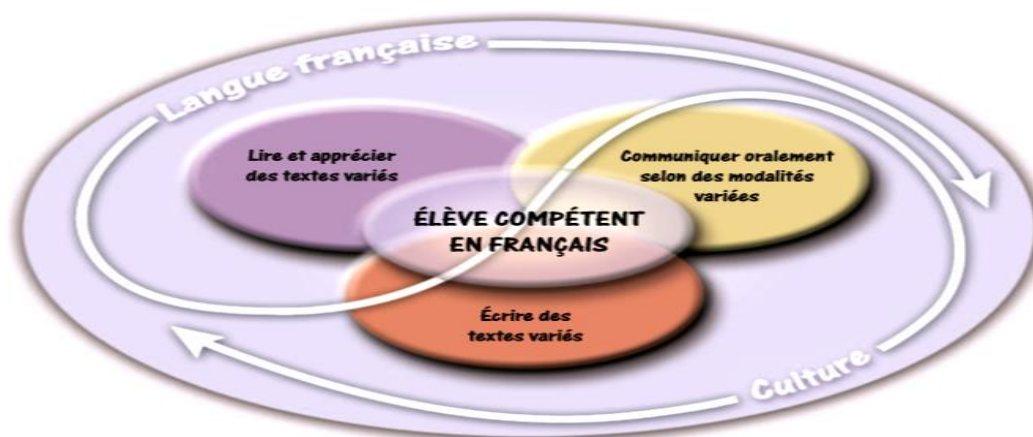 Langue française
Lire et apprécier
des textes variés
Communiquer oralement
selon des modalités
variées
ÉLÈVE COMPÉTENT
EN FRANÇAIS
Écrire des
textes variés
Culture